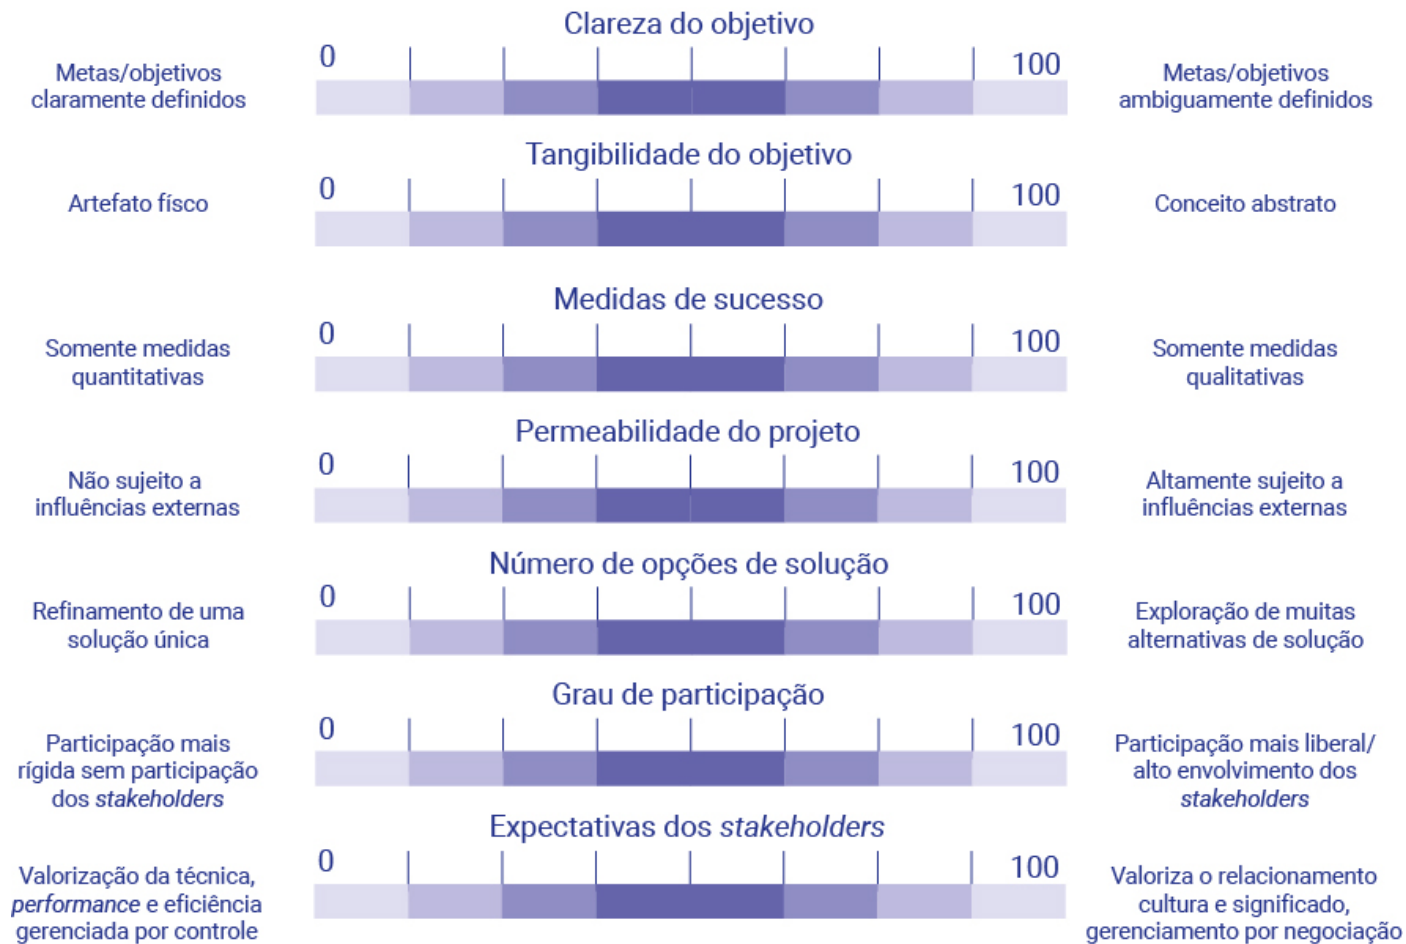 Clareza do objetivo
0
100
Metas/objetivos
claramente definidos
Metas/objetivos
ambiguamente definidos
Tangibilidade do objetivo
0
100
Artefato físco
Conceito abstrato
Medidas de sucesso
0
100
Somente medidas
quantitativas
Somente medidas
qualitativas
Permeabilidade do projeto
0
100
Não sujeito a
influências externas
Altamente sujeito a
influências externas
Número de opções de solução
0
100
Refinamento de uma
solução única
Exploração de muitas
alternativas de solução
Grau de participação
0
100
Participação mais
rígida sem participação
dos stakeholders
Participação mais liberal/
alto envolvimento dos
stakeholders
Expectativas dos stakeholders
0
100
Valorização da técnica,
performance e eficiência
gerenciada por controle
Valoriza o relacionamento
cultura e significado,
gerenciamento por negociação